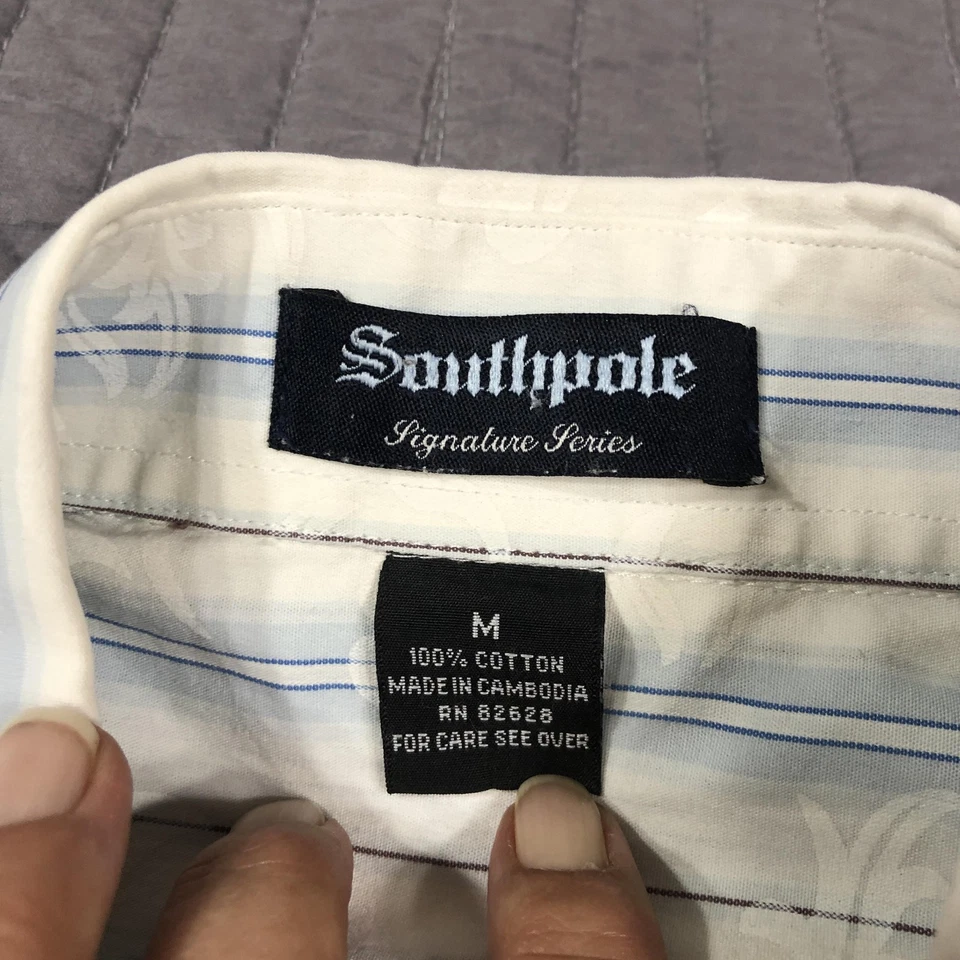 Southpole
Signature Series
M
100% COTTON
MADE IN CAMBODIA
RN 82628
FOR CARE SEE OVER